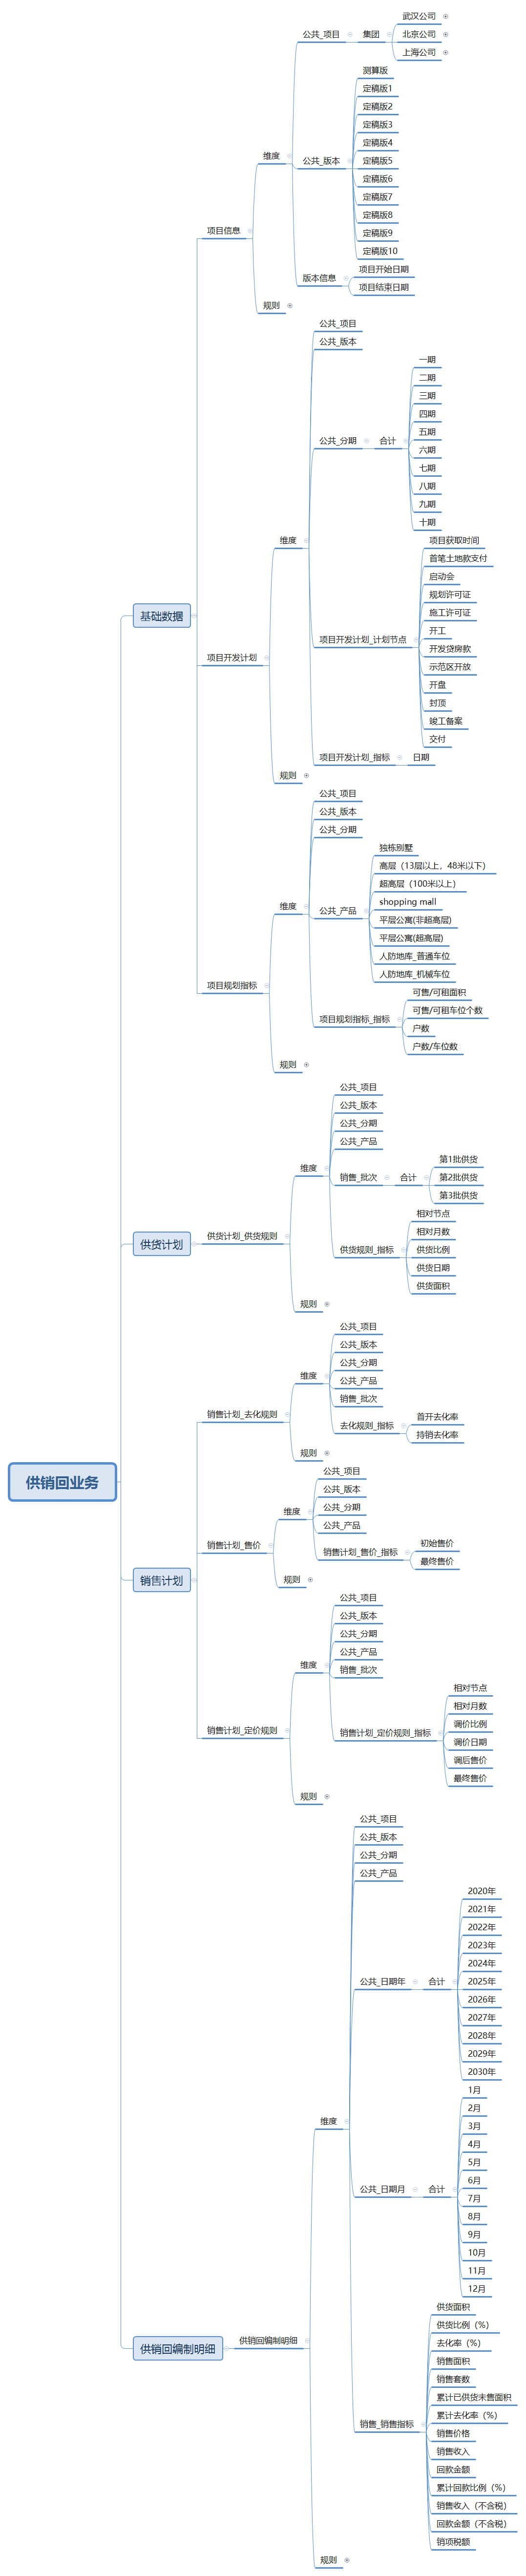 供销回业务
基础数据
项目信息
维度
公共_项目
集团
武汉公司
北京公司
上海公司
公共_版本
测算版
定稿版1
定稿版2
定稿版3
定稿版4
定稿版5
定稿版6
定稿版7
定稿版8
定稿版9
定稿版10
版本信息
项目开始日期
项目结束日期
规则
项目开发计划
维度
公共_项目
公共_版本
公共_分期
合计
一期
二期
三期
四期
五期
六期
七期
八期
九期
十期
项目开发计划_计划节点
项目获取时间
首笔土地款支付
启动会
规划许可证
施工许可证
开工
开发贷房款
示范区开放
开盘
封顶
竣工备案
交付
项目开发计划_指标
日期
规则
项目规划指标
维度
公共_项目
公共_版本
公共_分期
公共_产品
独栋别墅
高层（13层以上，48米以下）
超高层（100米以上）
shopping mall
平层公寓(非超高层)
平层公寓(超高层)
人防地库_普通车位
人防地库_机械车位
项目规划指标_指标
可售/可租面积
可售/可租车位个数
户数
户数/车位数
规则
供货计划
供货计划_供货规则
维度
公共_项目
公共_版本
公共_分期
公共_产品
销售_批次
合计
第1批供货
第2批供货
第3批供货
供货规则_指标
相对节点
相对月数
供货比例
供货日期
供货面积
规则
销售计划
销售计划_去化规则
维度
公共_项目
公共_版本
公共_分期
公共_产品
销售_批次
去化规则_指标
首开去化率
持销去化率
规则
销售计划_售价
维度
公共_项目
公共_版本
公共_分期
公共_产品
销售计划_售价_指标
初始售价
最终售价
规则
销售计划_定价规则
维度
公共_项目
公共_版本
公共_分期
公共_产品
销售_批次
销售计划_定价规则_指标
相对节点
相对月数
调价比例
调价日期
调后售价
最终售价
规则
供销回编制明细
供销回编制明细
维度
公共_项目
公共_版本
公共_分期
公共_产品
公共_日期年
合计
2020年
2021年
2022年
2023年
2024年
2025年
2026年
2027年
2028年
2029年
2030年
公共_日期月
合计
1月
2月
3月
4月
5月
6月
7月
8月
9月
10月
11月
12月
销售_销售指标
供货面积
供货比例（%）
去化率（%）
销售面积
销售套数
累计已供货未售面积
累计去化率（%）
销售价格
销售收入
回款金额
累计回款比例（%）
销售收入（不含税）
回款金额（不含税）
销项税额
规则